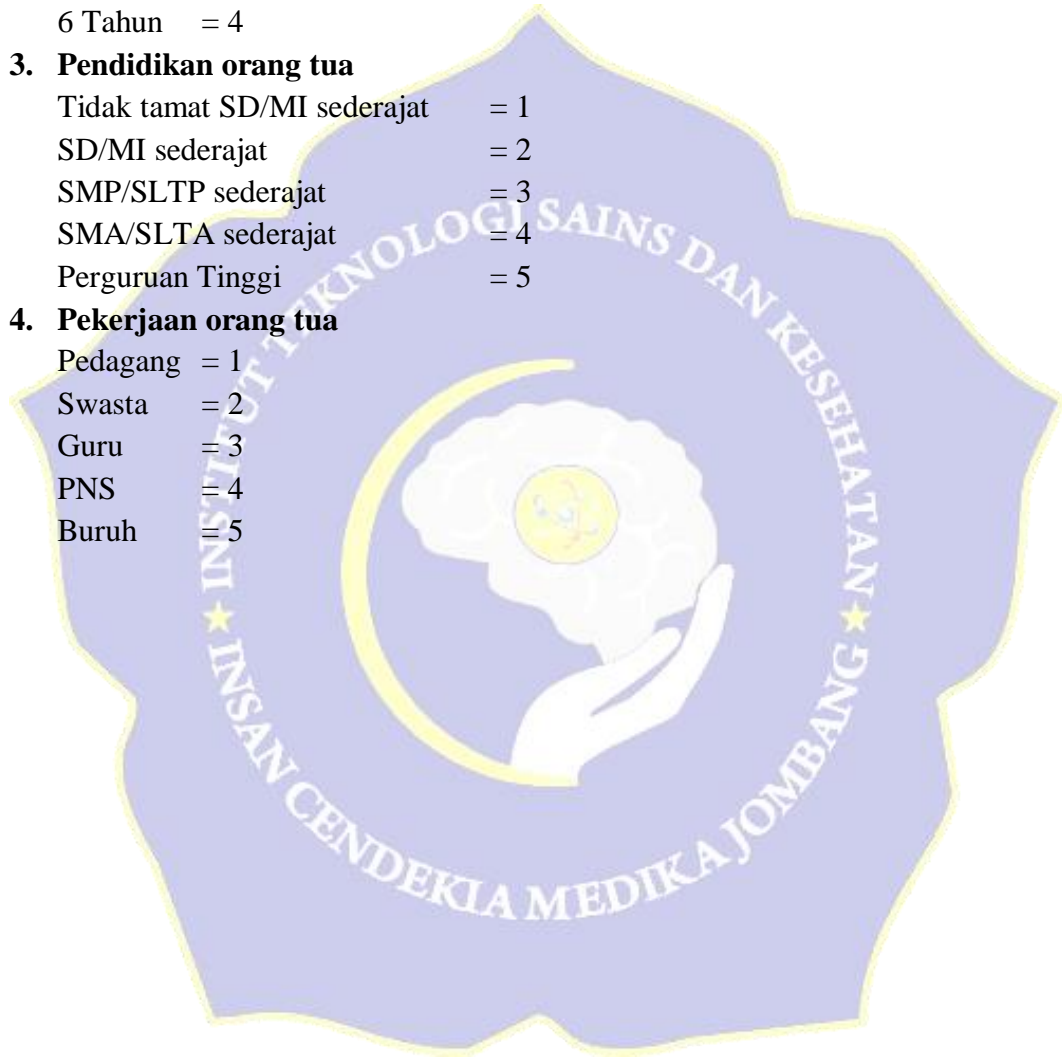 6 Tahun = 4
3. Pendidikan orang tua
Tidak tamat SD/MI sederajat = 1
SD/MI sederajat = 2
SMP/SLTP sederajat = 3
SMA/SLTA sederajat = 4
Perguruan Tinggi = 5
4. Pekerjaan orang tua
Pedagang = 1
Swasta = 2
Guru = 3
PNS = 4
Buruh = 5
INSTITUT TEKNOLOGI SAINS DAN KESEHATAN
INSAN CENDEKIA MEDIKA JOMBANG